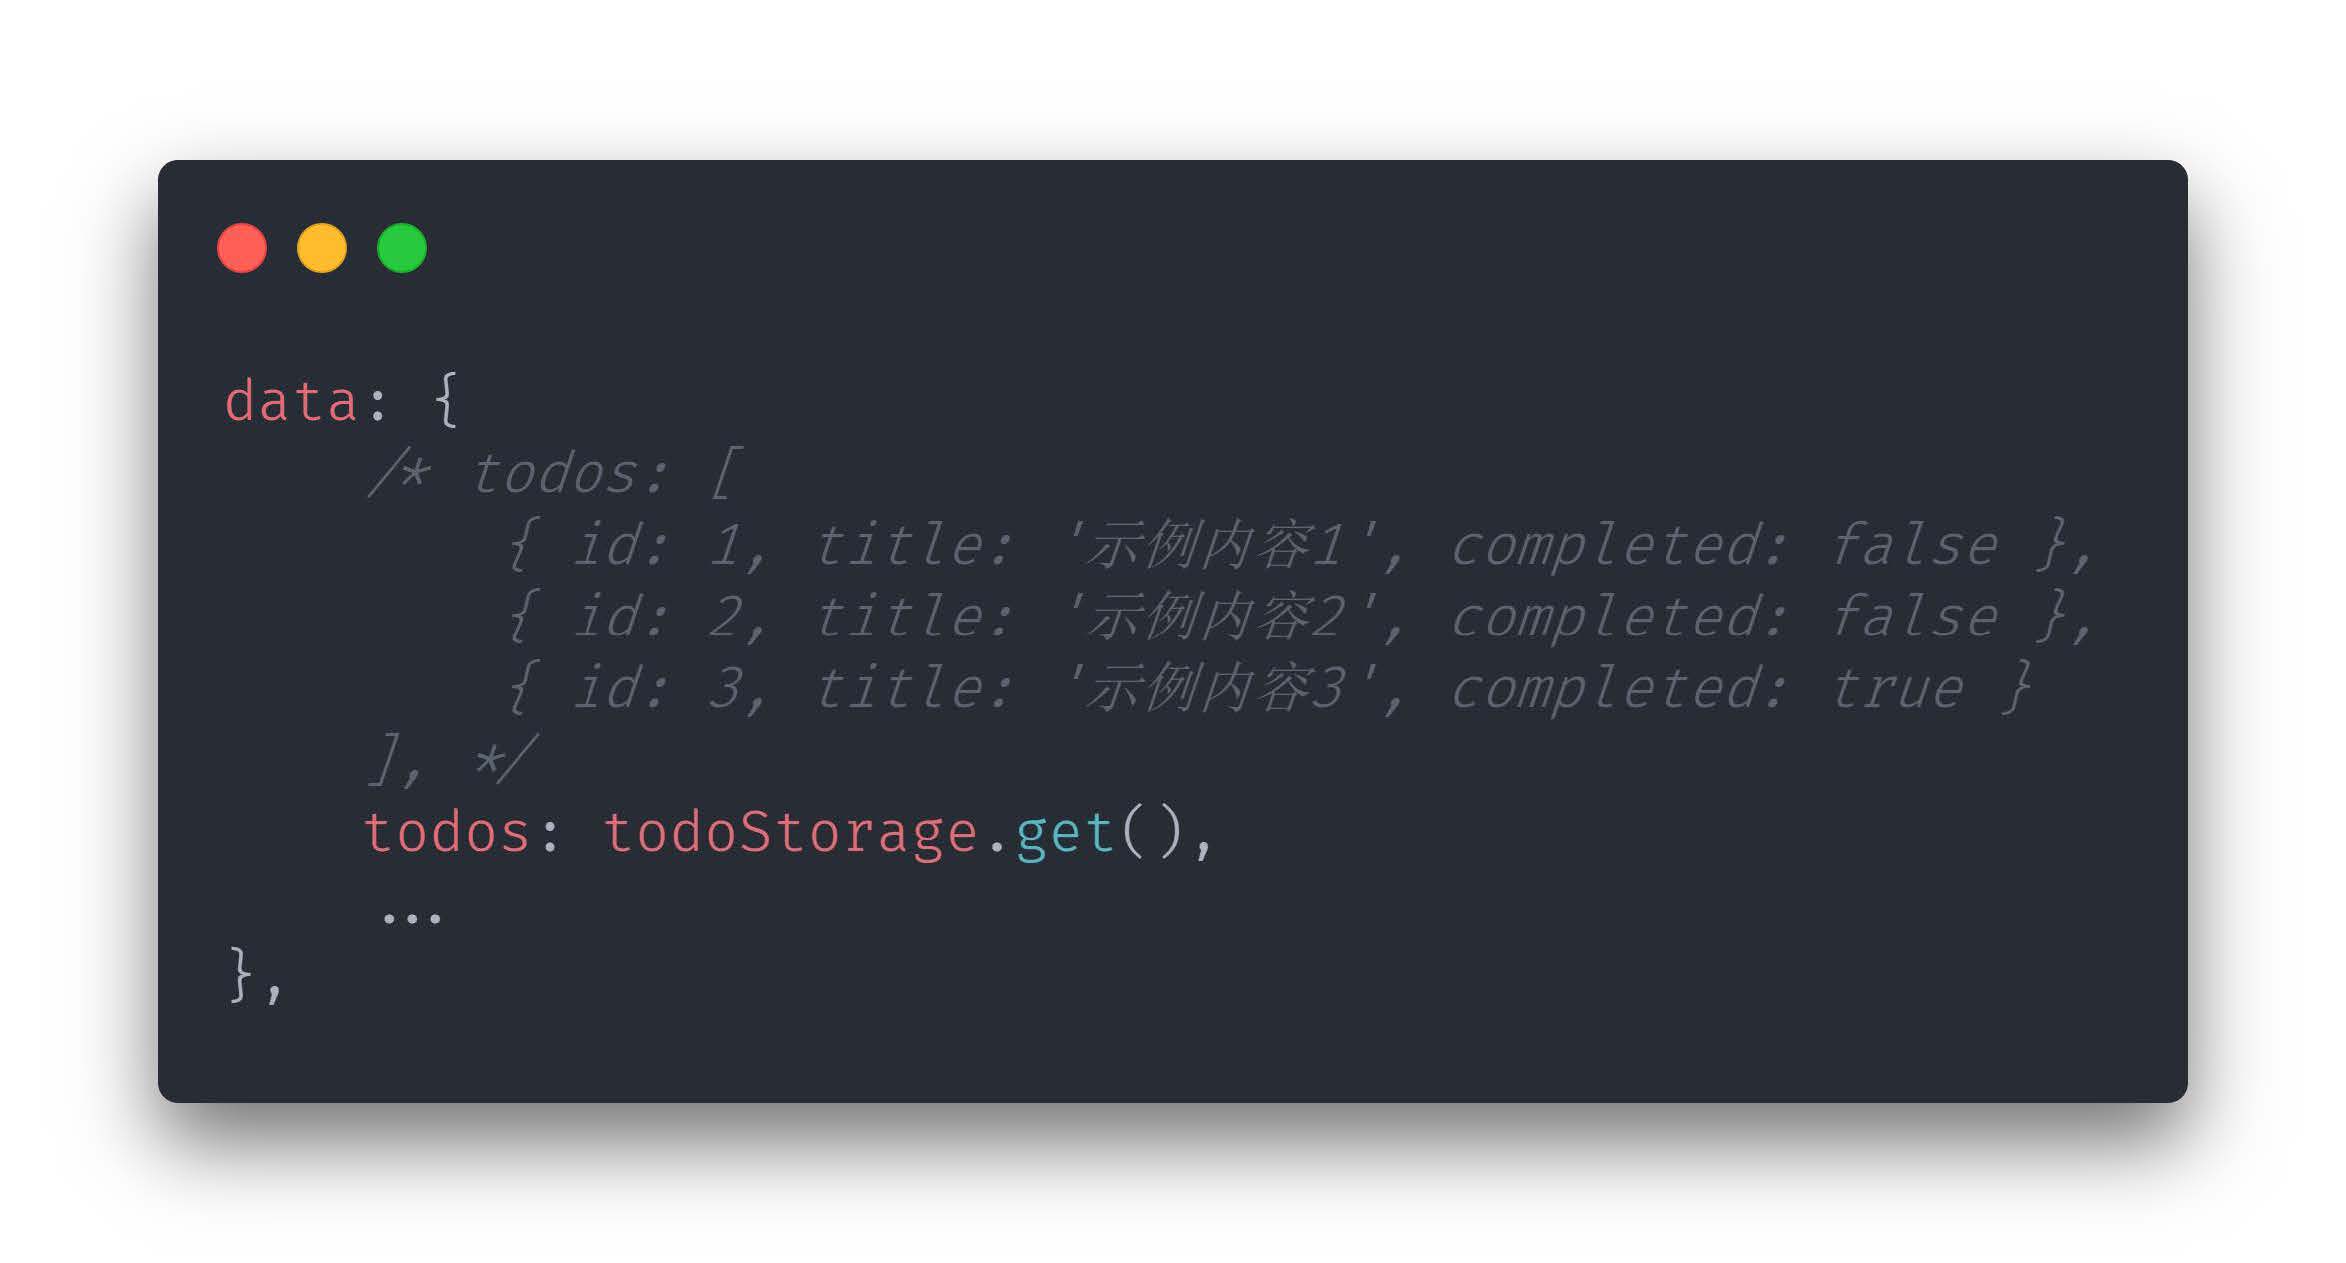 data: {
    /* todos: [
        { id: 1, title: '示例内容1', completed: false },
        { id: 2, title: '示例内容2', completed: false },
        { id: 3, title: '示例内容3', completed: true }
    ], */
    todos: todoStorage.get(),
    ...
},